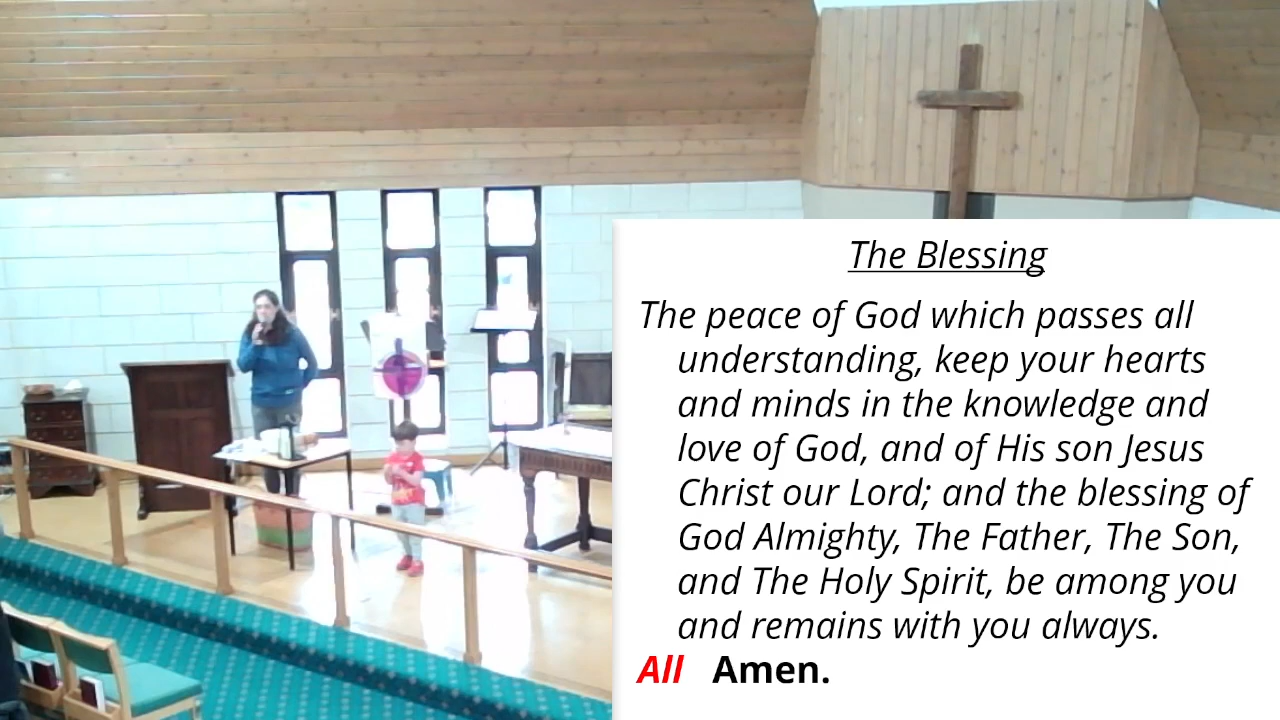 The Blessing
The peace of God which passes all
understanding, keep your hearts
and minds in the knowledge and
love of God, and of His son Jesus
Christ our Lord; and the blessing of
God Almighty, The Father, The Son,
and The Holy Spirit, be among you
and remains with you always.
All Amen.